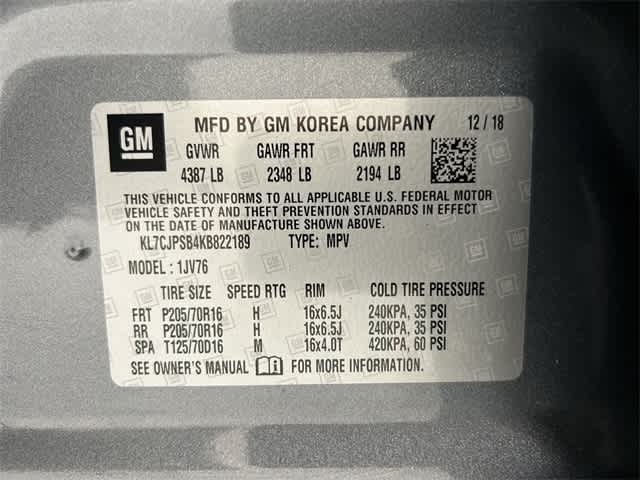 GM MFD BY GM KOREA COMPANY 12/18
GVWR GAWR FRT GAWR RR
4387 LB 2348 LB 2194 LB
THIS VEHICLE CONFORMS TO ALL APPLICABLE U.S. FEDERAL MOTOR
VEHICLE SAFETY AND THEFT PREVENTION STANDARDS IN EFFECT
ON THE DATE OF MANUFACTURE SHOWN ABOVE.
KL7CJPSB4KB822189 TYPE: MPV
MODEL: 1JV76
TIRE SIZE SPEED RTG RIM COLD TIRE PRESSURE
FRT P205/70R16 H 16x6.5J 240KPA, 35 PSI
RR P205/70R16 H 16x6.5J 240KPA, 35 PSI
SPA T125/70D16 M 16x4.0T 420KPA, 60 PSI
SEE OWNER'S MANUAL FOR MORE INFORMATION.